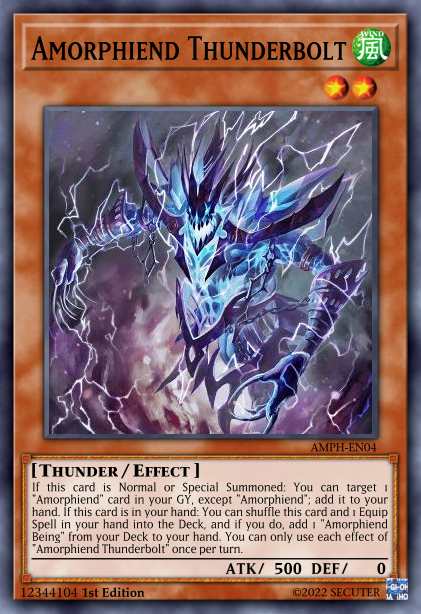 AMORPHIEND THUNDERBOLT
WIND
風
AMPH-EN04
[THUNDER / EFFECT ]
If this card is Normal or Special Summoned: You can target 1
"Amorphiend" card in your GY, except "Amorphiend"; add it to your
hand. If this card is in your hand: You can shuffle this card and 1 Equip
Spell in your hand into the Deck, and if you do, add 1 "Amorphiend
Being" from your Deck to your hand. You can only use each effect of
"Amorphiend Thunderbolt" once per turn.
ATK/ 500 DEF/ 0
12344104 1st Edition ©2022 SECUTER